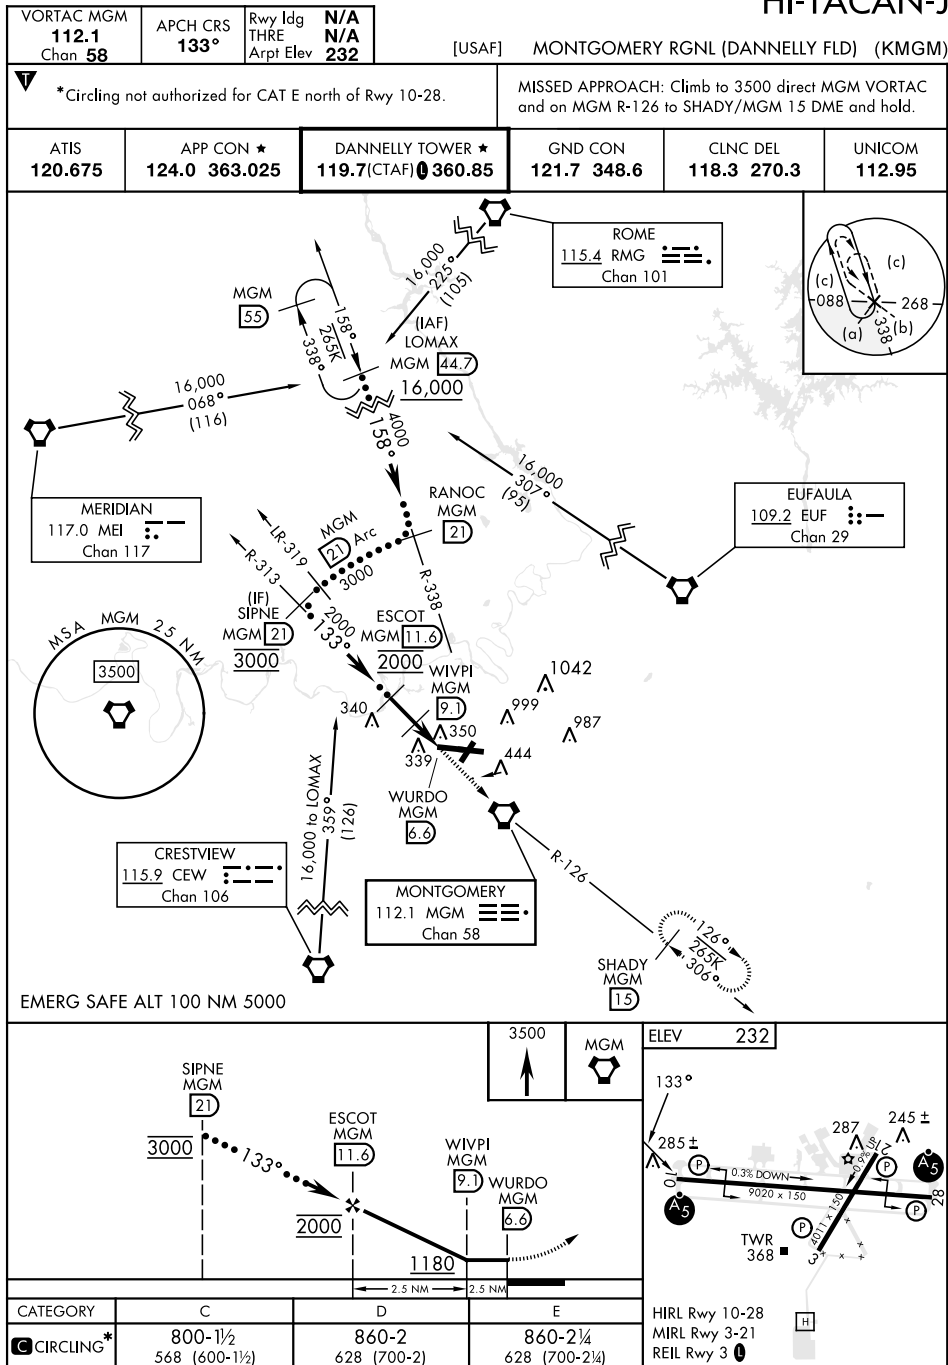 HI-TACAN-J
VORTAC MGM
112.1
Chan 58
APCH CRS
133°
Rwy ldg N/A
THRE N/A
Arpt Elev 232
[USAF] MONTGOMERY RGNL (DANNELLY FLD) (KMGM)
T
*Circling not authorized for CAT E north of Rwy 10-28.
MISSED APPROACH: Climb to 3500 direct MGM VORTAC
and on MGM R-126 to SHADY/MGM 15 DME and hold.
ATIS
120.675
APP CON ★
124.0 363.025
DANNELLY TOWER ★
119.7(CTAF) L 360.85
GND CON
121.7 348.6
CLNC DEL
118.3 270.3
UNICOM
112.95
ROME
115.4 RMG
Chan 101
16,000
225°
(105)
(c)
(c)
088
268
(a)
(b)
338
MGM
55
158°
265K
338°
(IAF)
LOMAX
MGM 44.7
16,000
16,000
068°
(116)
4000
158°
16,000
307°
(95)
MERIDIAN
117.0 MEI
Chan 117
RANOC
MGM
21
EUFAULA
109.2 EUF
Chan 29
MGM
21 Arc
3000
LR-319
R-313
R-338
(IF)
SIPNE
MGM 21
3000
2000
133°
ESCOT
MGM 11.6
2000
MSA MGM 25 NM
3500
WIVPI
MGM
9.1
1042
999
987
340
350
339
444
WURDO
MGM
6.6
16,000 to LOMAX
359°
(126)
CRESTVIEW
115.9 CEW
Chan 106
MONTGOMERY
112.1 MGM
Chan 58
R-126
126°
265K
306°
SHADY
MGM
15
EMERG SAFE ALT 100 NM 5000
3500
MGM
SIPNE
MGM
21
3000
133°
ESCOT
MGM
11.6
2000
WIVPI
MGM
9.1
1180
WURDO
MGM
6.6
2.5 NM
2.5 NM
ELEV 232
133°
285 ±
287
245 ±
P
P
P
A5
A5
0.3% DOWN
9020 x 150
0.9% UP
4011 x 150
10
28
21
3
TWR
368
H
HIRL Rwy 10-28
MIRL Rwy 3-21
REIL Rwy 3 L
CATEGORY C D E
C CIRCLING* 800-1½ 860-2 860-2¼
568 (600-1½) 628 (700-2) 628 (700-2¼)